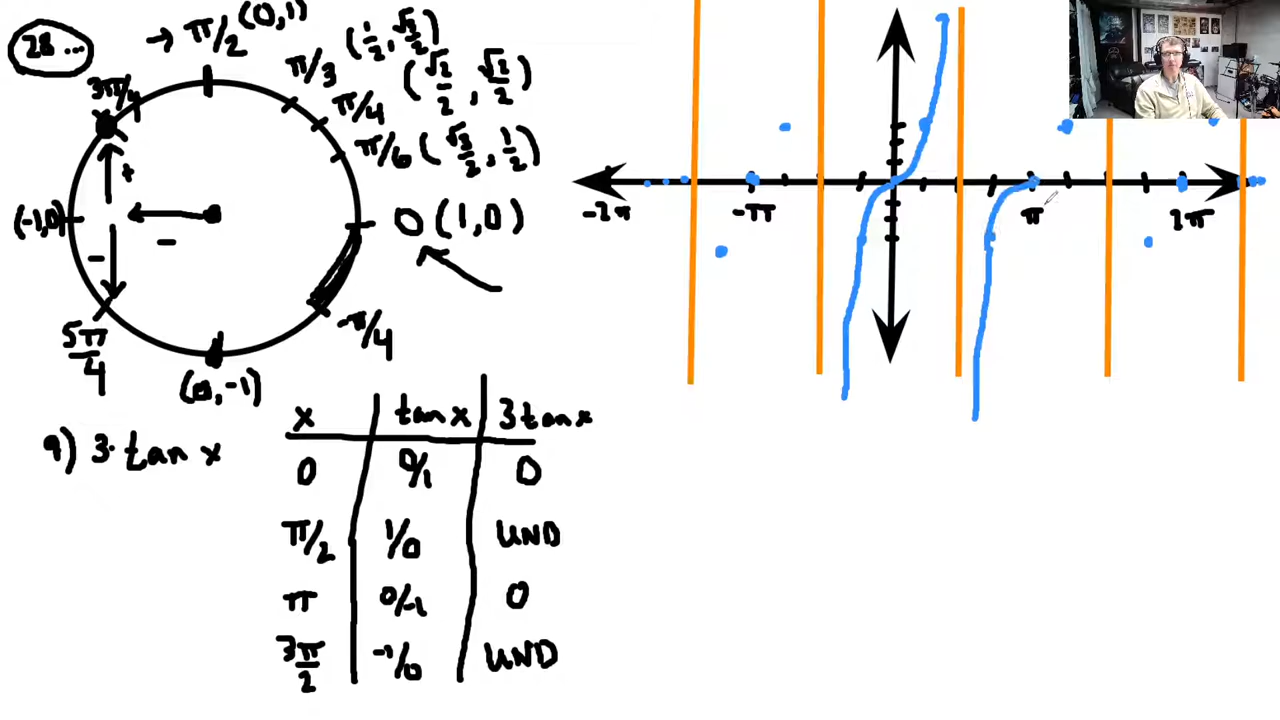 28...
→ π/2 (0,1)
π/3 (1/2, √3/2)
3π/4
π/4 (√2/2, √2/2)
π/6 (√3/2, 1/2)
(-1,0)
0 (1,0)
+
-
-
5π/4
-π/4
(0,-1)
-2π
-π
π
2π
9) 3·tan x
x tan x 3tan x
0 0/1 0
π/2 1/0 UND
π 0/-1 0
3π/2 -1/0 UND